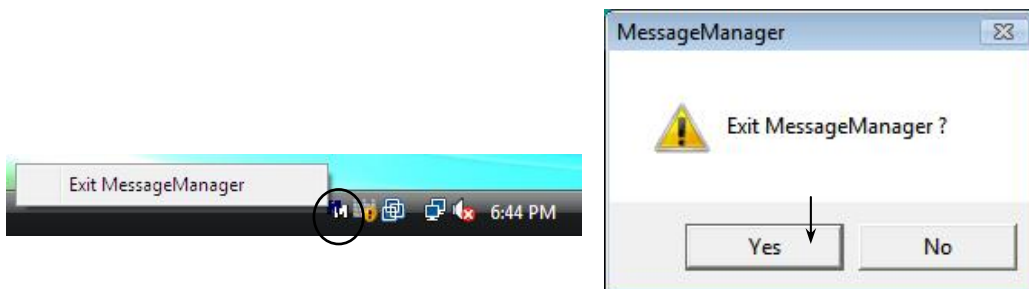 Exit MessageManager
M
6:44 PM
MessageManager
Exit MessageManager ?
Yes
No